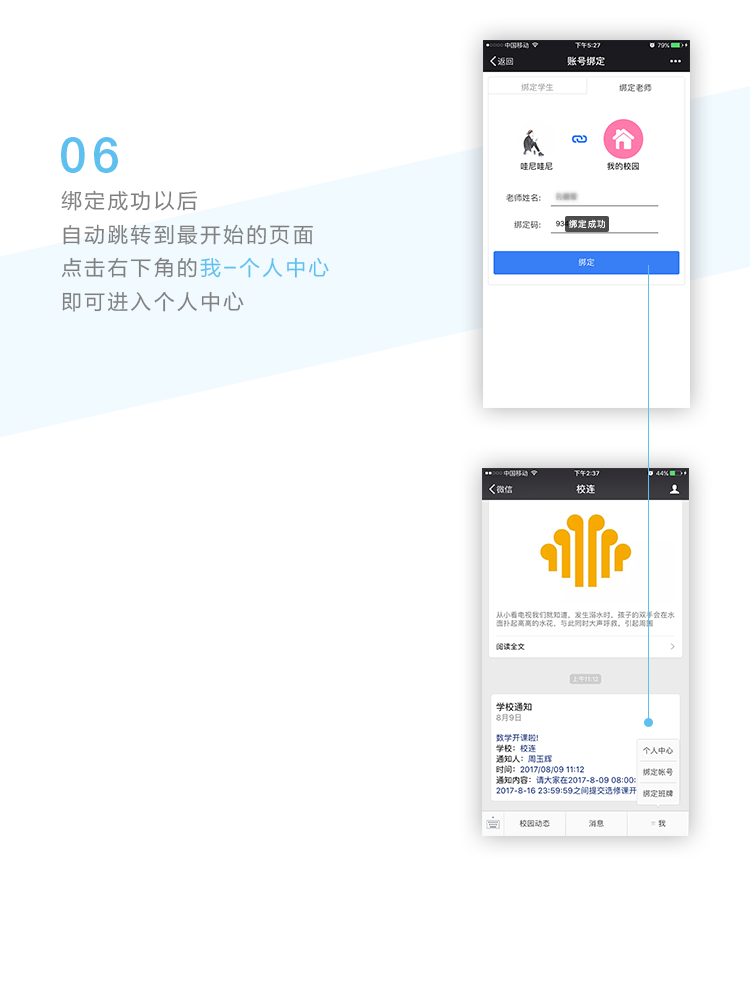 06
绑定成功以后
自动跳转到最开始的页面
点击右下角的我-个人中心
即可进入个人中心
中国移动 下午5:27 79%
返回 账号绑定
绑定学生 绑定老师
哇尼哇尼 我的校园
老师姓名:
绑定码: 93 绑定成功
绑定
中国移动 下午2:37 44%
微信 校连
从小看电视我们就知道，发生溺水时，孩子的双手会在水
面扑起高高的水花，与此同时大声呼救，引起周围
阅读全文
上午11:12
学校通知
8月9日
数学开课啦!
学校：校连
通知人：周玉辉
时间：2017/08/09 11:12
通知内容：请大家在2017-8-09 08:00:
2017-8-16 23:59:59之间提交选修课开
个人中心
绑定帐号
绑定班牌
校园动态 消息 我